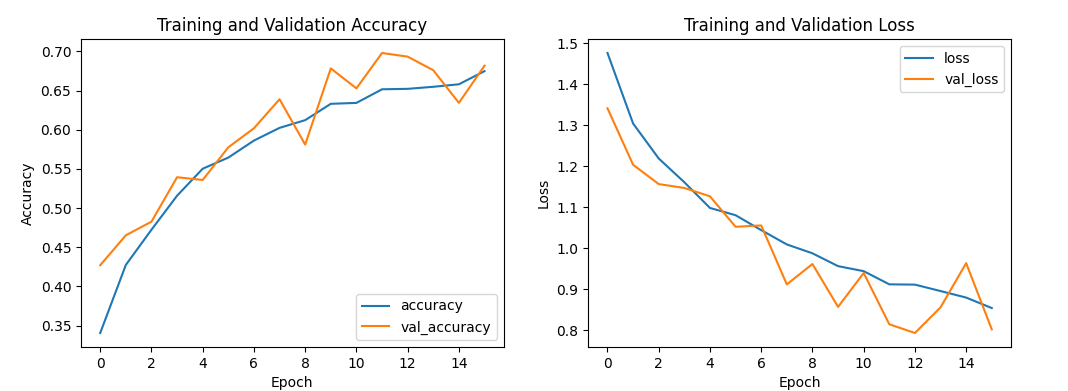 Training and Validation Accuracy
0.70
0.65
0.60
0.55
0.50
0.45
0.40
0.35
Accuracy
accuracy
val_accuracy
0 2 4 6 8 10 12 14
Epoch
Training and Validation Loss
1.5
1.4
1.3
1.2
1.1
1.0
0.9
0.8
Loss
loss
val_loss
0 2 4 6 8 10 12 14
Epoch